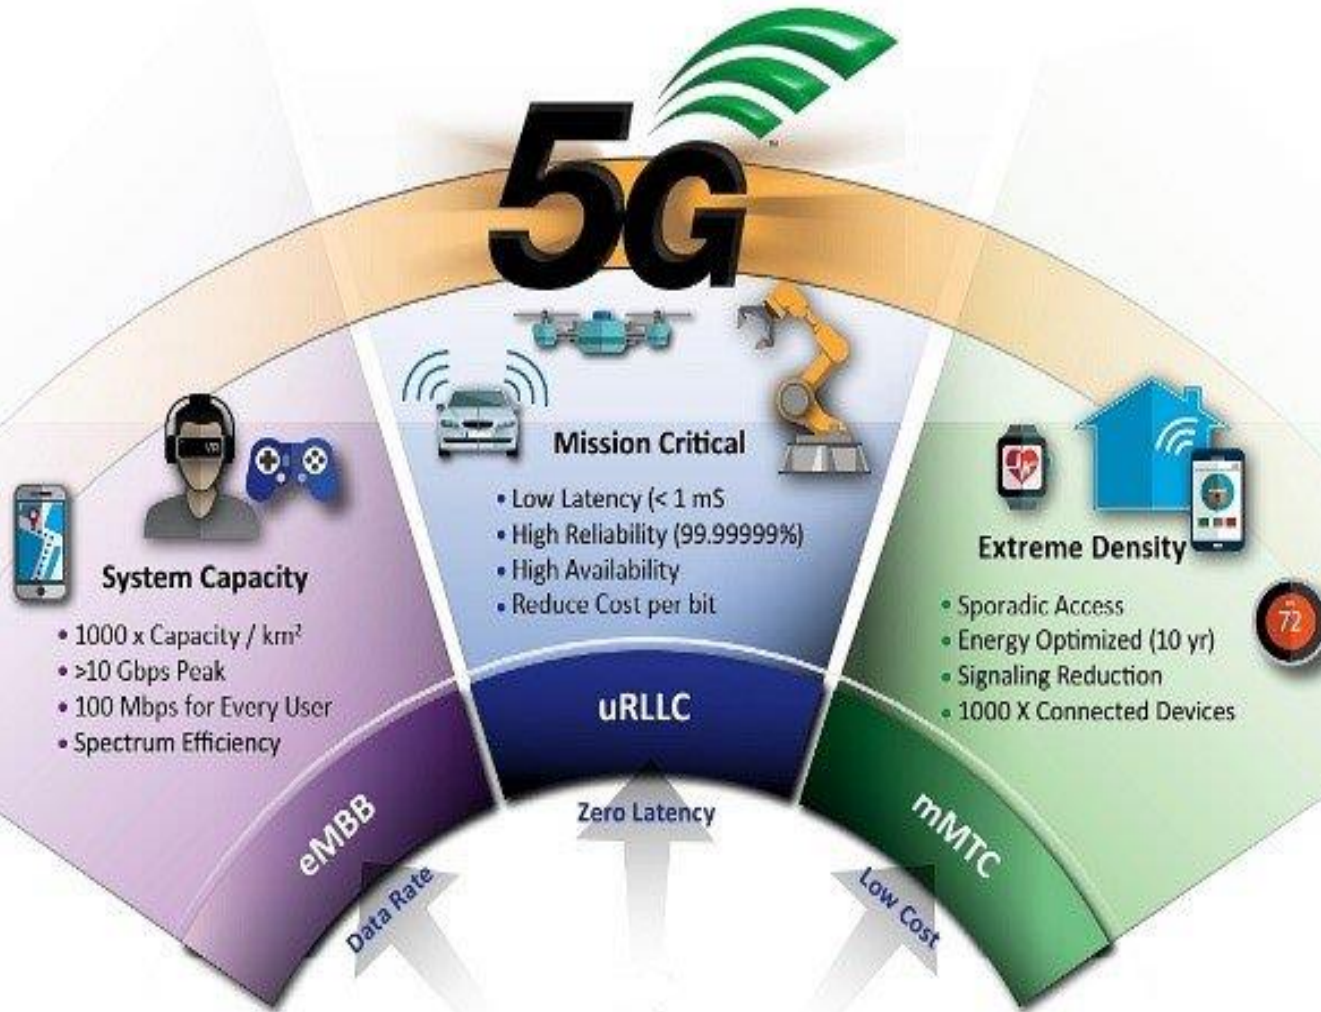 5G
VR
System Capacity
• 1000 x Capacity / km²
• >10 Gbps Peak
• 100 Mbps for Every User
• Spectrum Efficiency
eMBB
Data Rate
Mission Critical
• Low Latency (< 1 mS
• High Reliability (99.99999%)
• High Availability
• Reduce Cost per bit
uRLLC
Zero Latency
Extreme Density
• Sporadic Access
• Energy Optimized (10 yr)
• Signaling Reduction
• 1000 X Connected Devices
72
mMTC
Low Cost